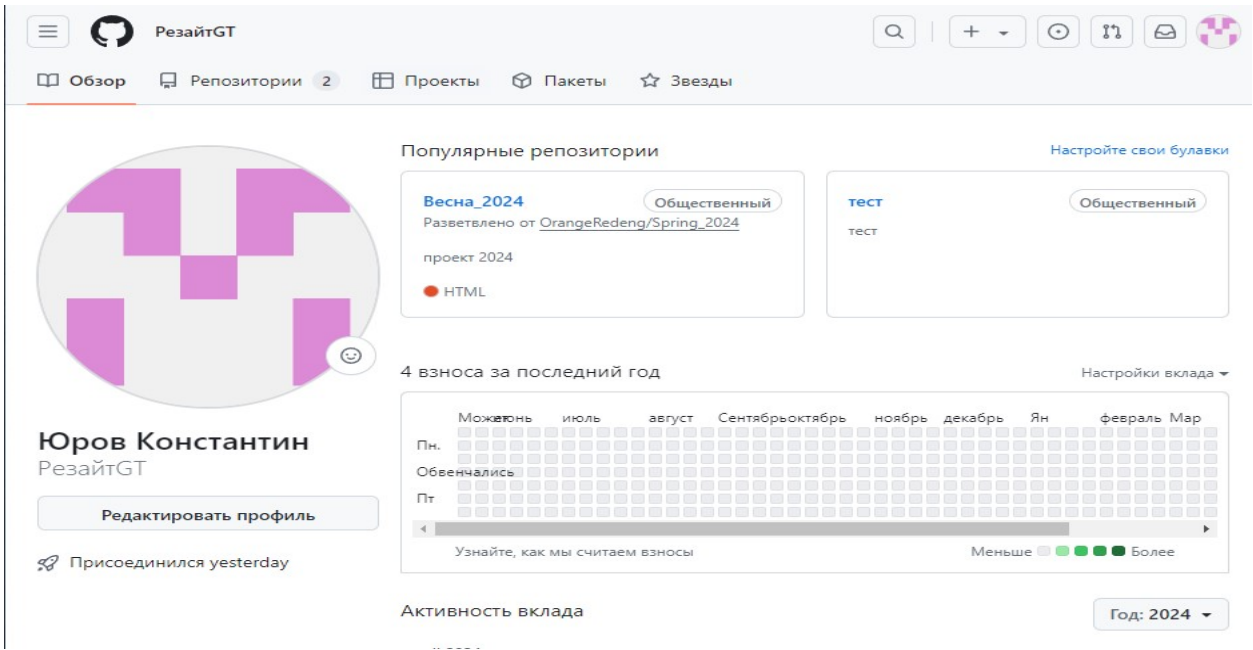 РезайтGT
Обзор Репозитории 2 Проекты Пакеты Звезды
Популярные репозитории Настройте свои булавки
Весна_2024 Общественный
Разветвлено от OrangeRedeng/Spring_2024
проект 2024
HTML
тест Общественный
тест
4 взноса за последний год Настройки вклада
июль август Сентябрь октябрь ноябрь декабрь Ян февраль Мар
Пн.
Обвенчались
Пт
Узнайте, как мы считаем взносы Меньше Более
Юров Константин
РезайтGT
Редактировать профиль
Присоединился yesterday
Активность вклада Год: 2024